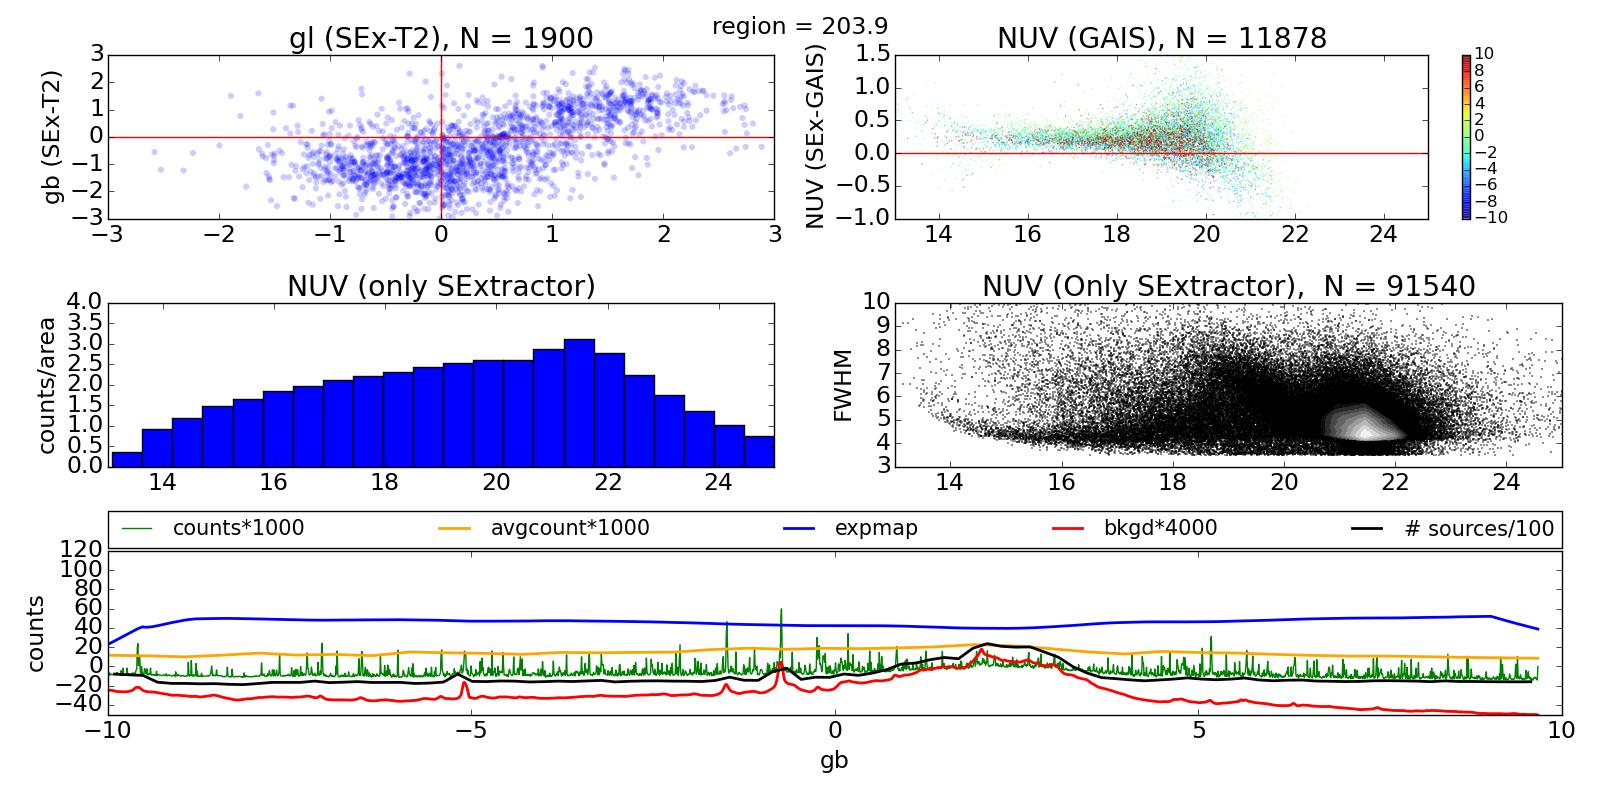 region = 203.9
gl (SEx-T2), N = 1900
gb (SEx-T2)
3
2
1
0
−1
−2
−3
−3 −2 −1 0 1 2 3
NUV (GAIS), N = 11878
NUV (SEx-GAIS)
1.5
1.0
0.5
0.0
−0.5
−1.0
14 16 18 20 22 24
10
8
6
4
2
0
−2
−4
−6
−8
−10
NUV (only SExtractor)
counts/area
4.0
3.5
3.0
2.5
2.0
1.5
1.0
0.5
0.0
14 16 18 20 22 24
NUV (Only SExtractor), N = 91540
FWHM
10
9
8
7
6
5
4
3
14 16 18 20 22 24
counts*1000 avgcount*1000 expmap bkgd*4000 # sources/100
counts
120
100
80
60
40
20
0
−20
−40
−10 −5 0 5 10
gb